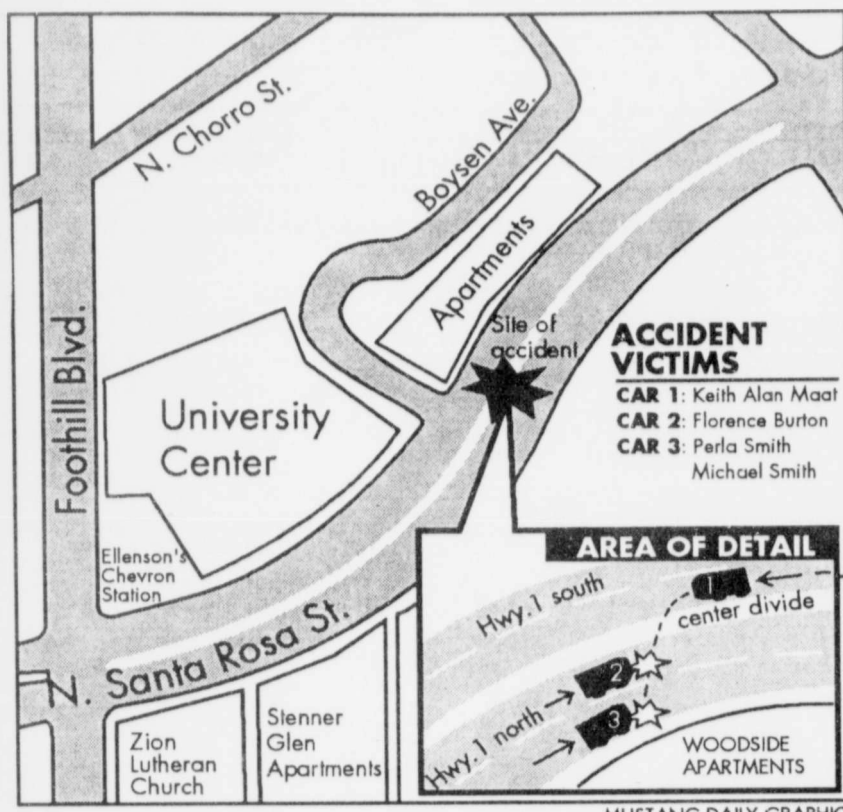 N. Chorro St.
Boysen Ave.
Foothill Blvd.
Apartments
Site of
accident
ACCIDENT
VICTIMS
CAR 1: Keith Alan Maat
CAR 2: Florence Burton
CAR 3: Perla Smith
Michael Smith
University
Center
Ellenson's
Chevron
Station
N. Santa Rosa St.
Zion
Lutheran
Church
Stenner
Glen
Apartments
AREA OF DETAIL
Hwy.1 south
1
center divide
2
3
Hwy.1 north
WOODSIDE
APARTMENTS
MUSTANG DAILY GRAPHIC